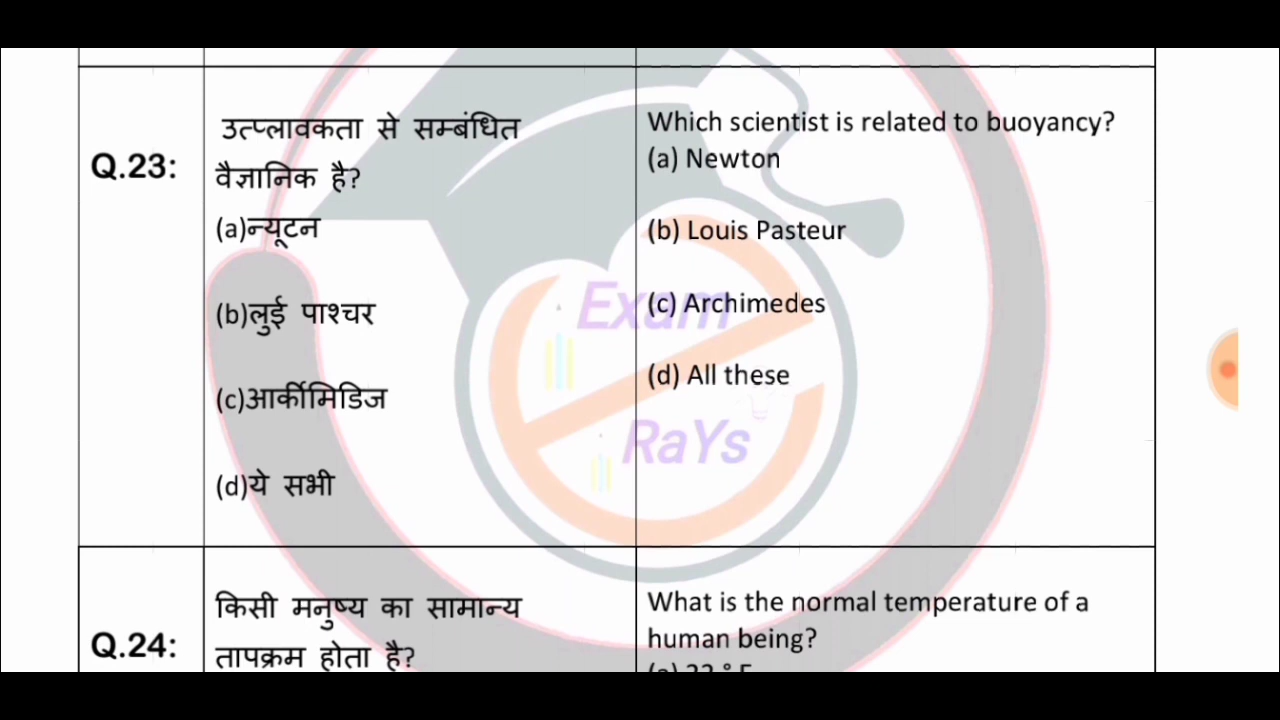 Q.23:
उत्प्लावकता से सम्बंधित
वैज्ञानिक है?
(a)न्यूटन
(b)लुई पाश्चर
(c)आर्कीमिडिज
(d)ये सभी
Which scientist is related to buoyancy?
(a) Newton
(b) Louis Pasteur
(c) Archimedes
(d) All these
Exam
RaYs
Q.24:
किसी मनुष्य का सामान्य
तापक्रम होता है?
What is the normal temperature of a
human being?